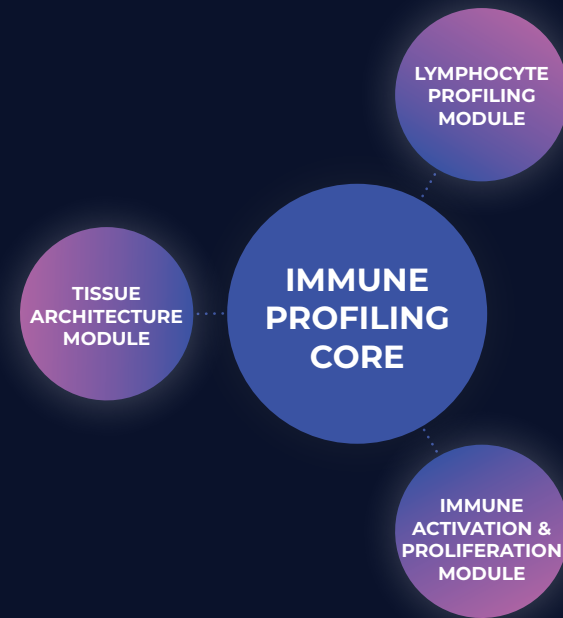 LYMPHOCYTE
PROFILING
MODULE
IMMUNE
PROFILING
CORE
TISSUE
ARCHITECTURE
MODULE
IMMUNE
ACTIVATION &
PROLIFERATION
MODULE